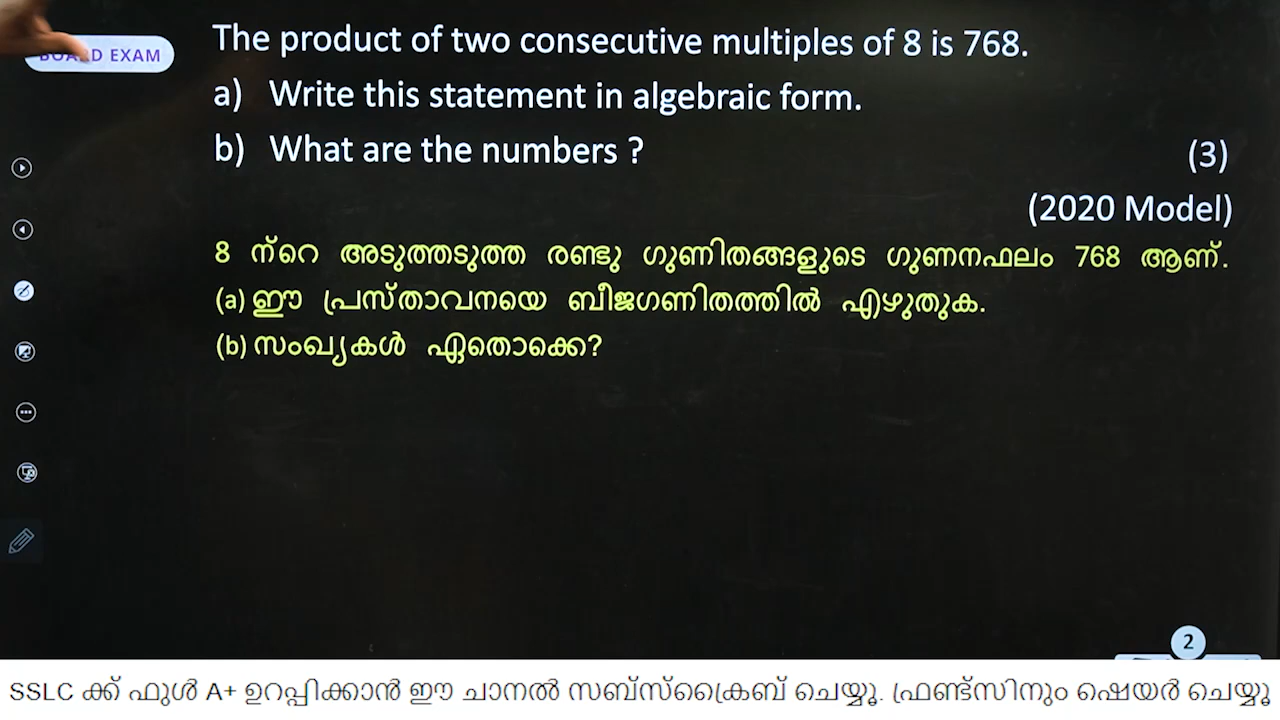 BOARD EXAM
The product of two consecutive multiples of 8 is 768.
a) Write this statement in algebraic form.
b) What are the numbers ?
(3)
(2020 Model)
8 ന്റെ അടുത്തടുത്ത രണ്ടു ഗുണിതങ്ങളുടെ ഗുണനഫലം 768 ആണ്.
(a) ഈ പ്രസ്താവനയെ ബീജഗണിതത്തിൽ എഴുതുക.
(b) സംഖ്യകൾ ഏതൊക്കെ?
2
SSLC ക്ക് ഫുൾ A+ ഉറപ്പിക്കാൻ ഈ ചാനൽ സബ്സ്ക്രൈബ് ചെയ്യൂ. ഫ്രണ്ട്സിനും ഷെയർ ചെയ്യൂ